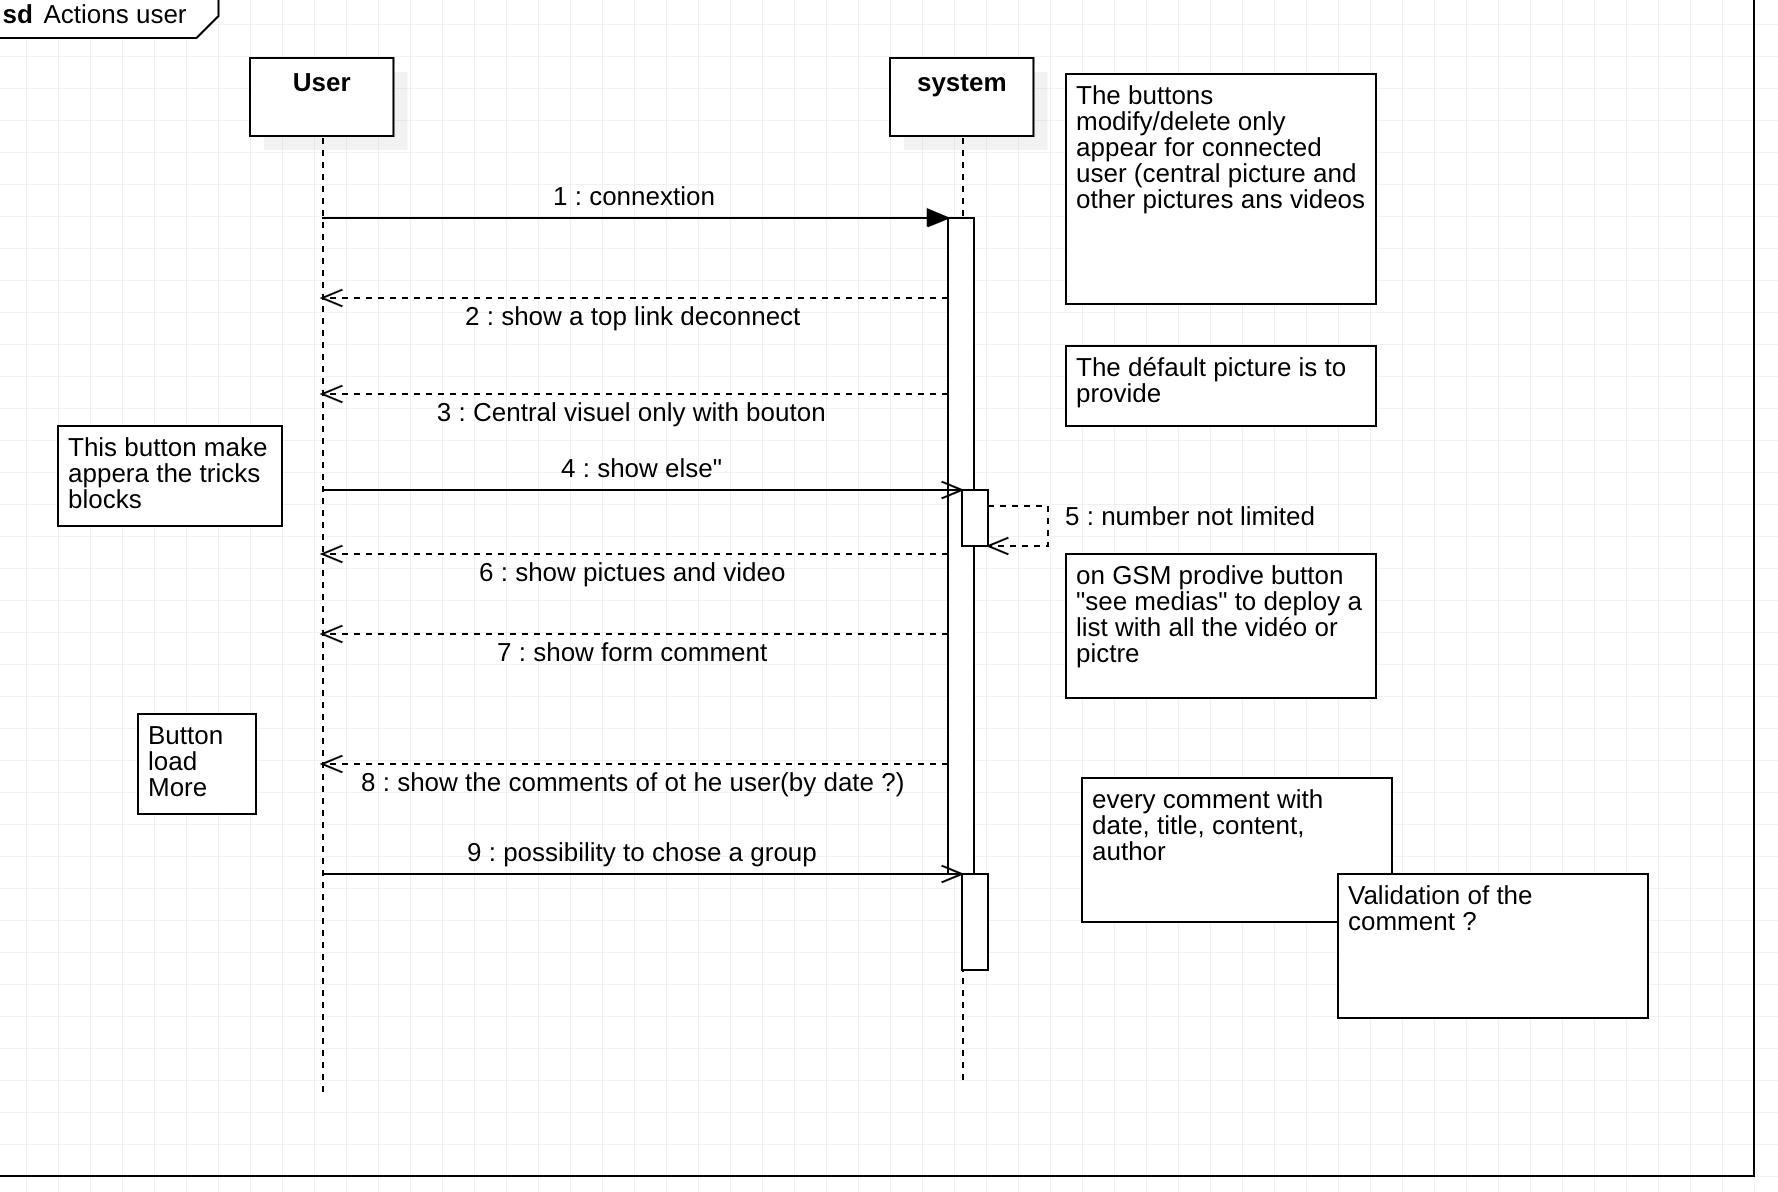 sd Actions user
User
system
The buttons
modify/delete only
appear for connected
user (central picture and
other pictures ans videos
1 : connextion
2 : show a top link deconnect
The défault picture is to
provide
3 : Central visuel only with bouton
This button make
appera the tricks
blocks
4 : show else"
5 : number not limited
6 : show pictues and video
on GSM prodive button
"see medias" to deploy a
list with all the vidéo or
pictre
7 : show form comment
Button
load
More
8 : show the comments of ot he user(by date ?)
every comment with
date, title, content,
author
9 : possibility to chose a group
Validation of the
comment ?